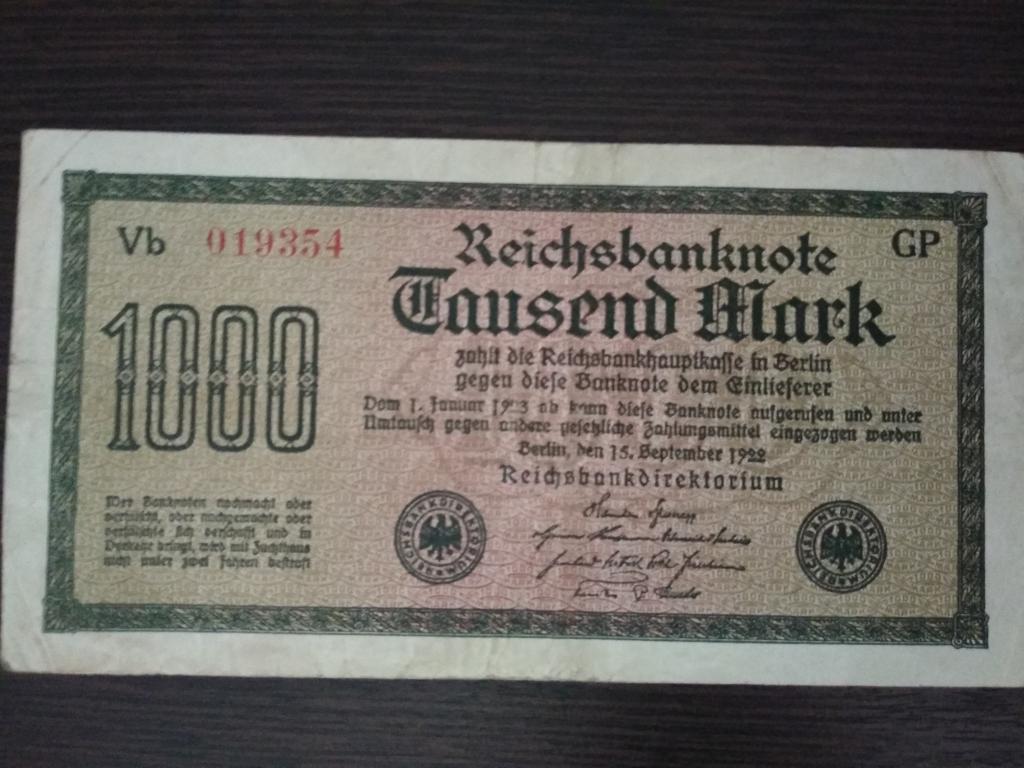 Vb 019354
Reichsbanknote
GP
Tausend Mark
1000
zahlt die Reichsbankhauptkasse in Berlin
gegen diese Banknote dem Einlieferer
Vom 1. Januar 1923 ab kann diese Banknote aufgerufen und unter
Umtausch gegen andere gesetzliche Zahlungsmittel eingezogen werden
Berlin, den 15. September 1922
Reichsbankdirektorium
Wer Banknoten nachmacht oder
verfälscht, oder nachgemachte oder
verfälschte sich verschafft und in
Verkehr bringt, wird mit Zuchthaus
nicht unter zwei Jahren bestraft
REICHSBANKDIREKTORIUM
REICHSBANKDIREKTORIUM